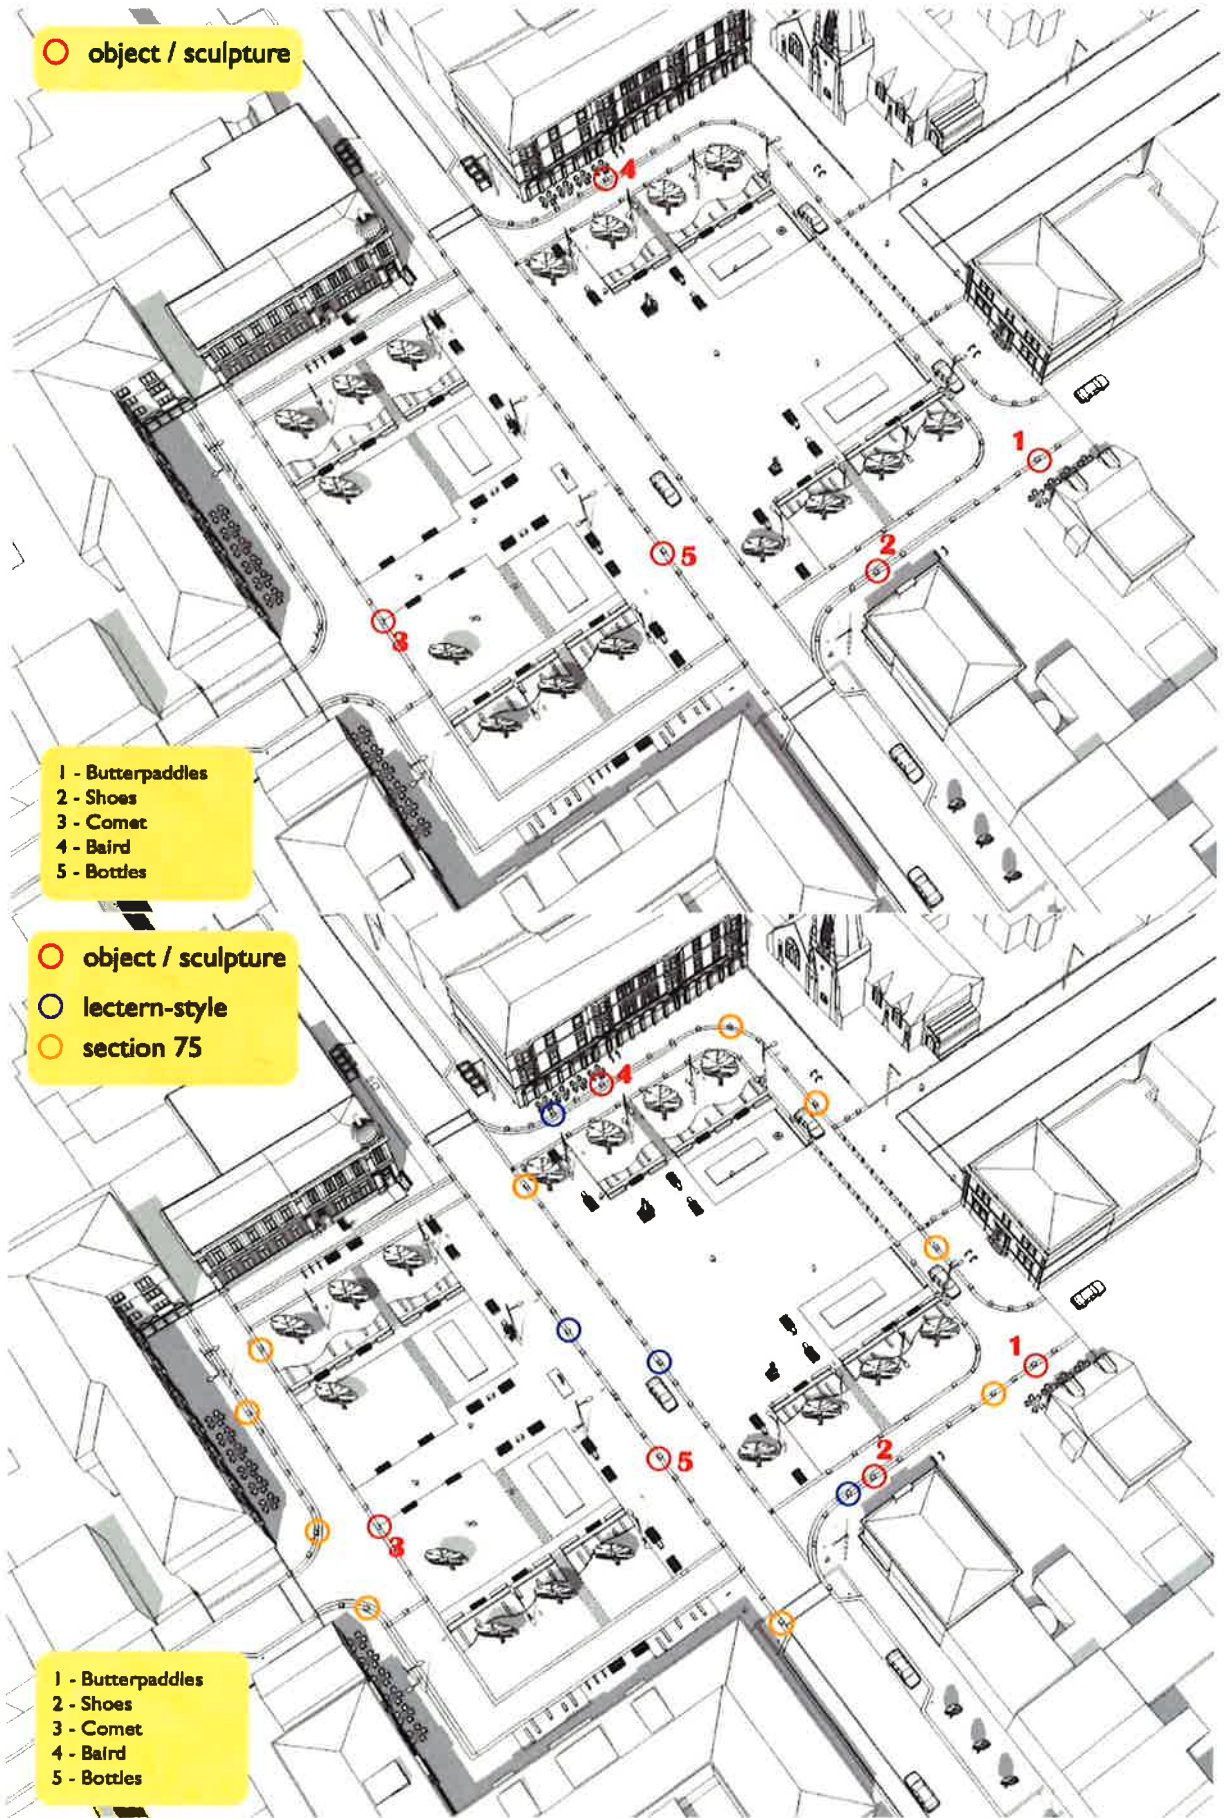 object / sculpture
4
1
5
2
3
1 - Butterpaddles
2 - Shoes
3 - Comet
4 - Baird
5 - Bottles
object / sculpture
lectern-style
section 75
4
1
2
5
3
1 - Butterpaddles
2 - Shoes
3 - Comet
4 - Baird
5 - Bottles